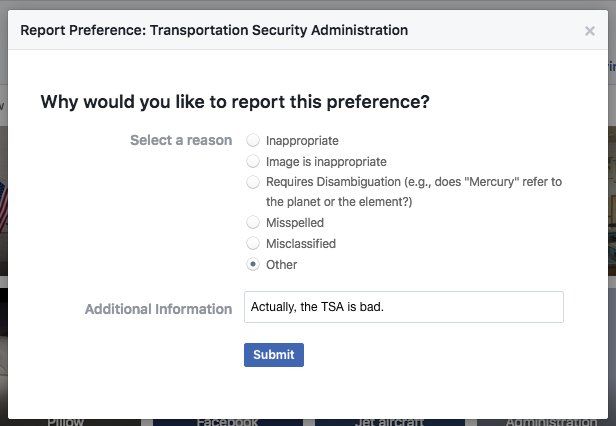 Report Preference: Transportation Security Administration
Why would you like to report this preference?
Select a reason
Inappropriate
Image is inappropriate
Requires Disambiguation (e.g., does "Mercury" refer to
the planet or the element?)
Misspelled
Misclassified
Other
Additional Information
Actually, the TSA is bad.
Submit
Pillow
Facebook
Jet aircraft
Administration